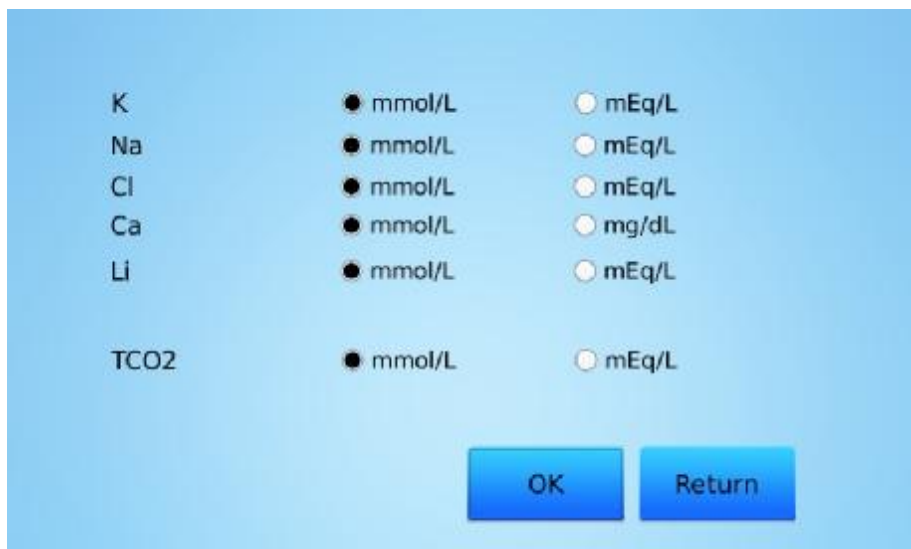 K mmol/L mEq/L
Na mmol/L mEq/L
Cl mmol/L mEq/L
Ca mmol/L mg/dL
Li mmol/L mEq/L
TCO2 mmol/L mEq/L
OK Return